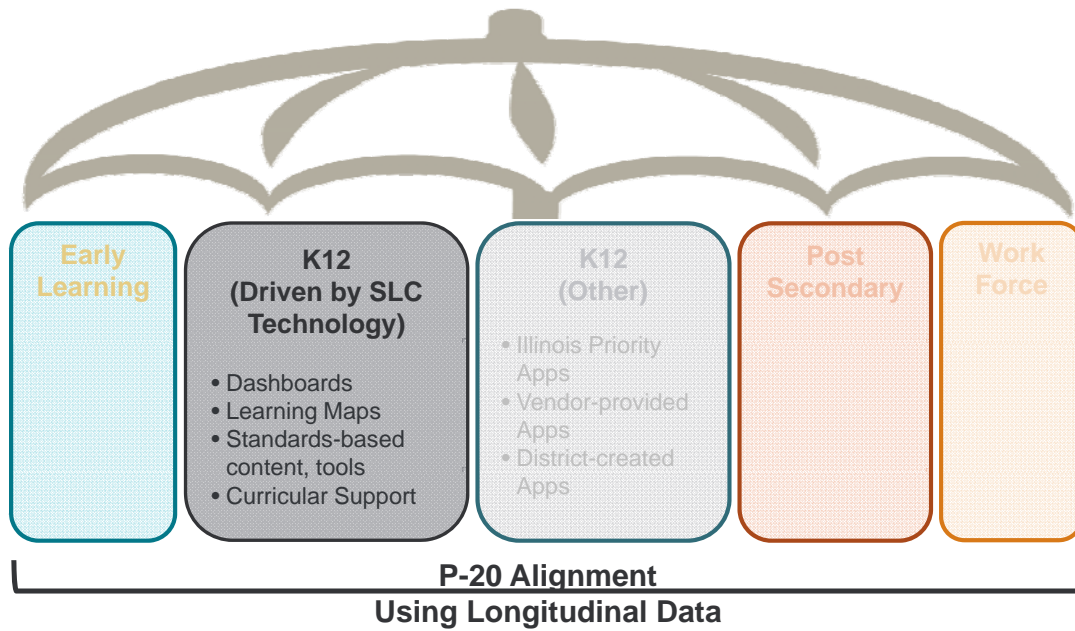 Early
Learning
K12
(Driven by SLC
Technology)
• Dashboards
• Learning Maps
• Standards-based
content, tools
• Curricular Support
K12
(Other)
• Illinois Priority
Apps
• Vendor-provided
Apps
• District-created
Apps
Post
Secondary
Work
Force
P-20 Alignment
Using Longitudinal Data